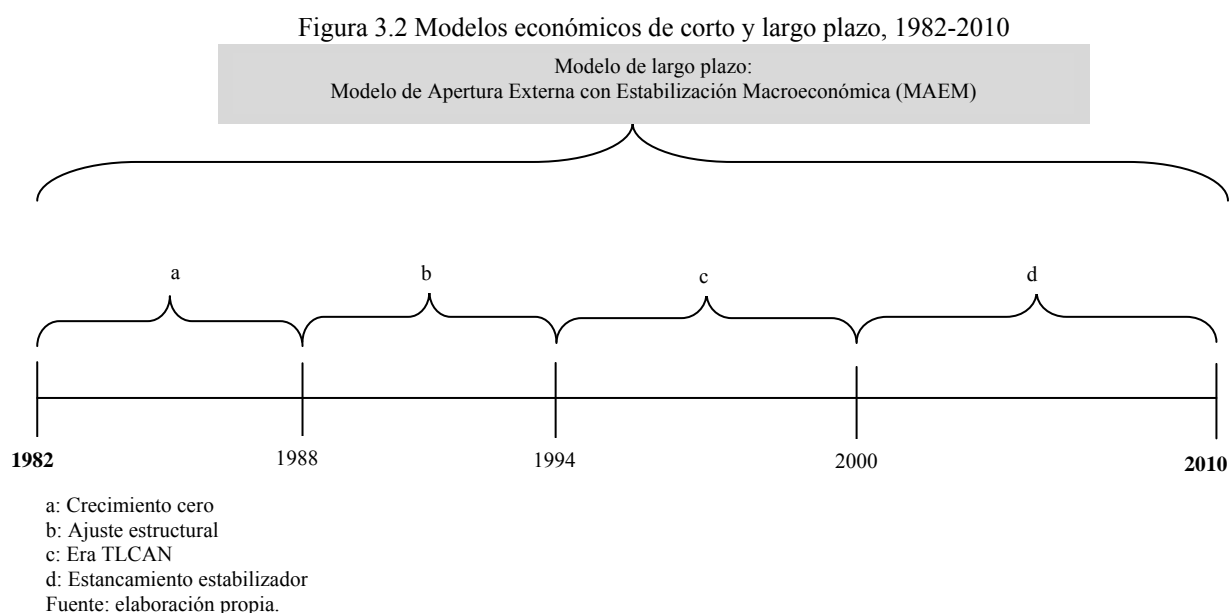 Figura 3.2 Modelos económicos de corto y largo plazo, 1982-2010
Modelo de largo plazo:
Modelo de Apertura Externa con Estabilización Macroeconómica (MAEM)
a
b
c
d
1982
1988
1994
2000
2010
a: Crecimiento cero
b: Ajuste estructural
c: Era TLCAN
d: Estancamiento estabilizador
Fuente: elaboración propia.